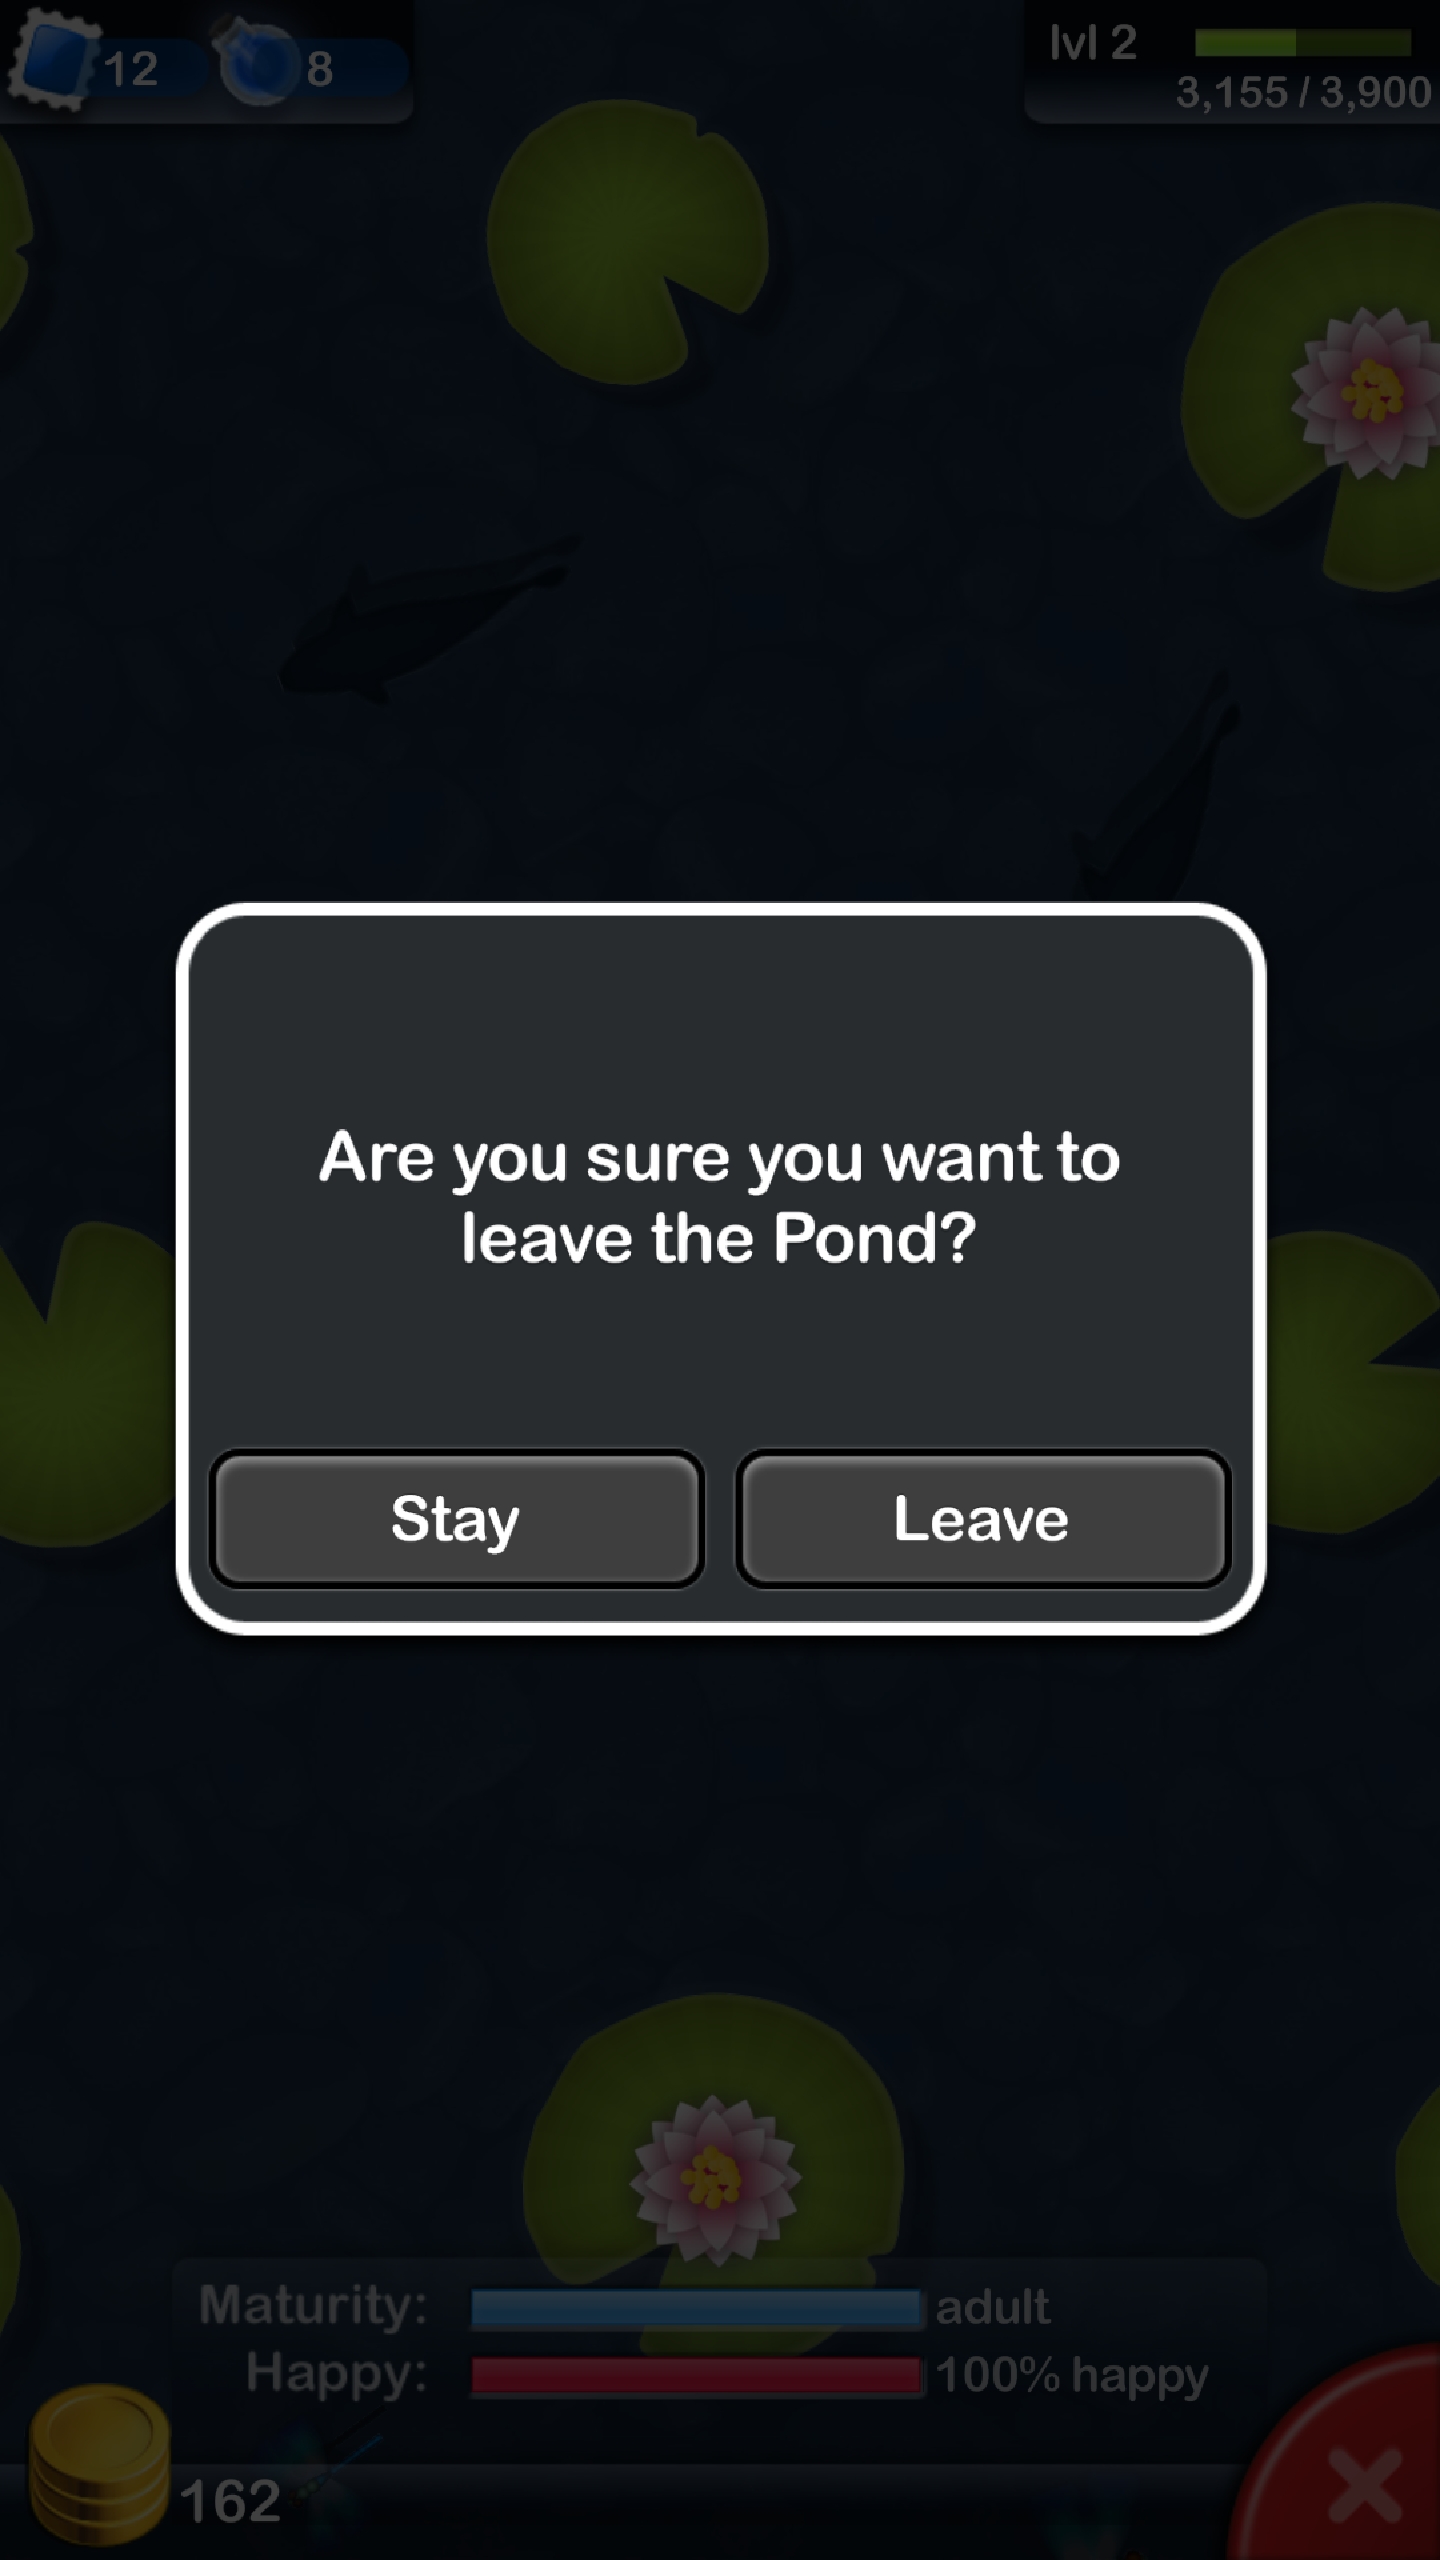 12
8
lvl 2
3,155 / 3,900
Are you sure you want to
leave the Pond?
Stay
Leave
Maturity:
adult
Happy:
100% happy
162